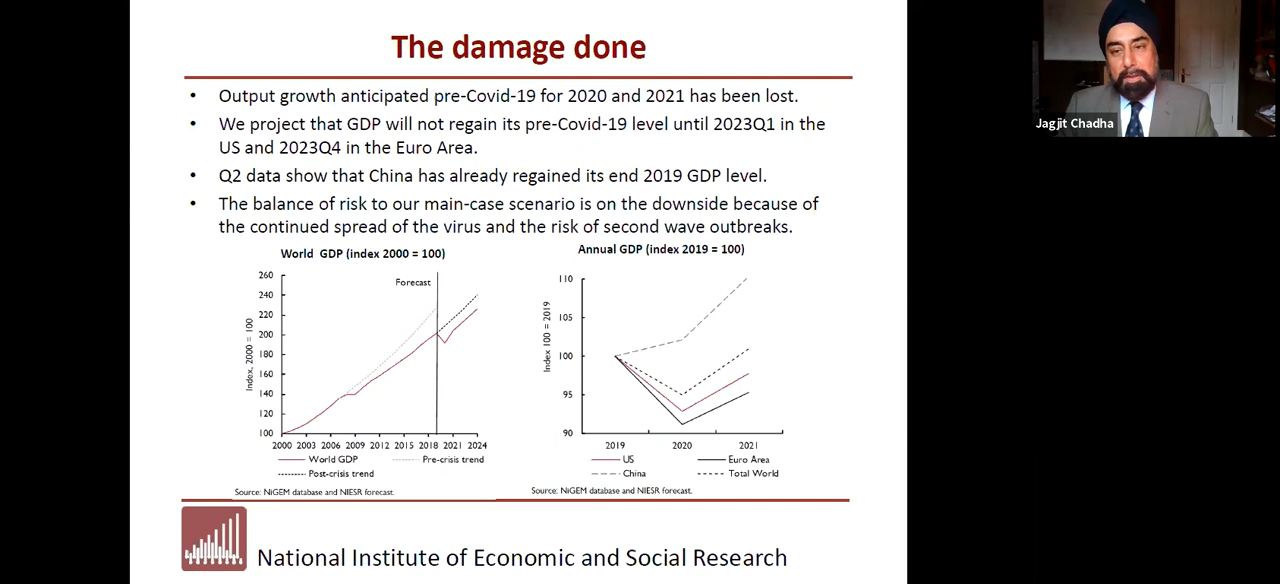 The damage done
• Output growth anticipated pre-Covid-19 for 2020 and 2021 has been lost.
• We project that GDP will not regain its pre-Covid-19 level until 2023Q1 in the
US and 2023Q4 in the Euro Area.
• Q2 data show that China has already regained its end 2019 GDP level.
• The balance of risk to our main-case scenario is on the downside because of
the continued spread of the virus and the risk of second wave outbreaks.
World GDP (index 2000 = 100)
Forecast
Index, 2000 = 100
260
240
220
200
180
160
140
120
100
2000 2003 2006 2009 2012 2015 2018 2021 2024
World GDP
Pre-crisis trend
Post-crisis trend
Source: NiGEM database and NIESR forecast.
Annual GDP (index 2019 = 100)
Index 100 = 2019
110
105
100
95
90
2019 2020 2021
US
Euro Area
China
Total World
Source: NiGEM database and NIESR forecast.
National Institute of Economic and Social Research
Jagjit Chadha